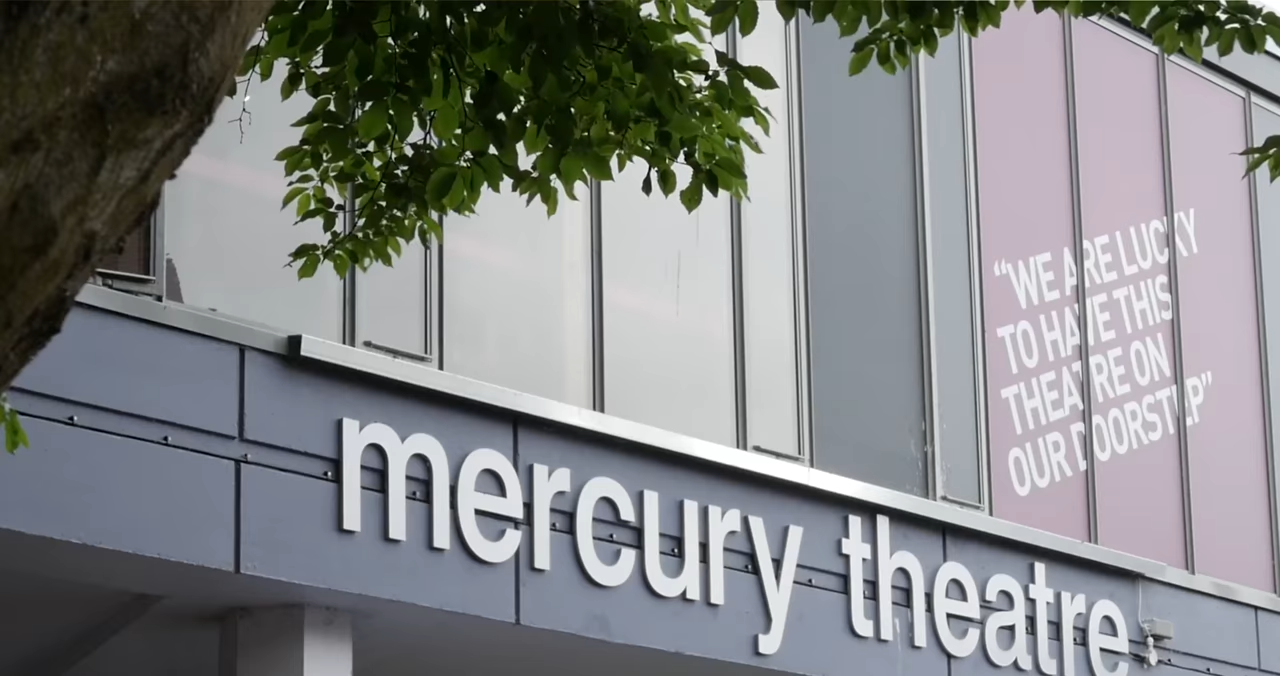 "WE ARE LUCKY
TO HAVE THIS
THEATRE ON
OUR DOORSTEP"
mercury theatre